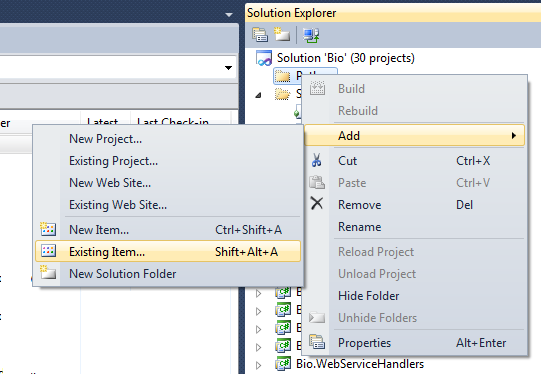 Solution Explorer
Solution 'Bio' (30 projects)
Latest Last Check-in
Build
Rebuild
Add
Cut Ctrl+X
Paste Ctrl+V
Remove Del
Rename
Reload Project
Unload Project
Hide Folder
Unhide Folders
Properties Alt+Enter
New Project...
Existing Project...
New Web Site...
Existing Web Site...
New Item... Ctrl+Shift+A
Existing Item... Shift+Alt+A
New Solution Folder
Bio.WebServiceHandlers